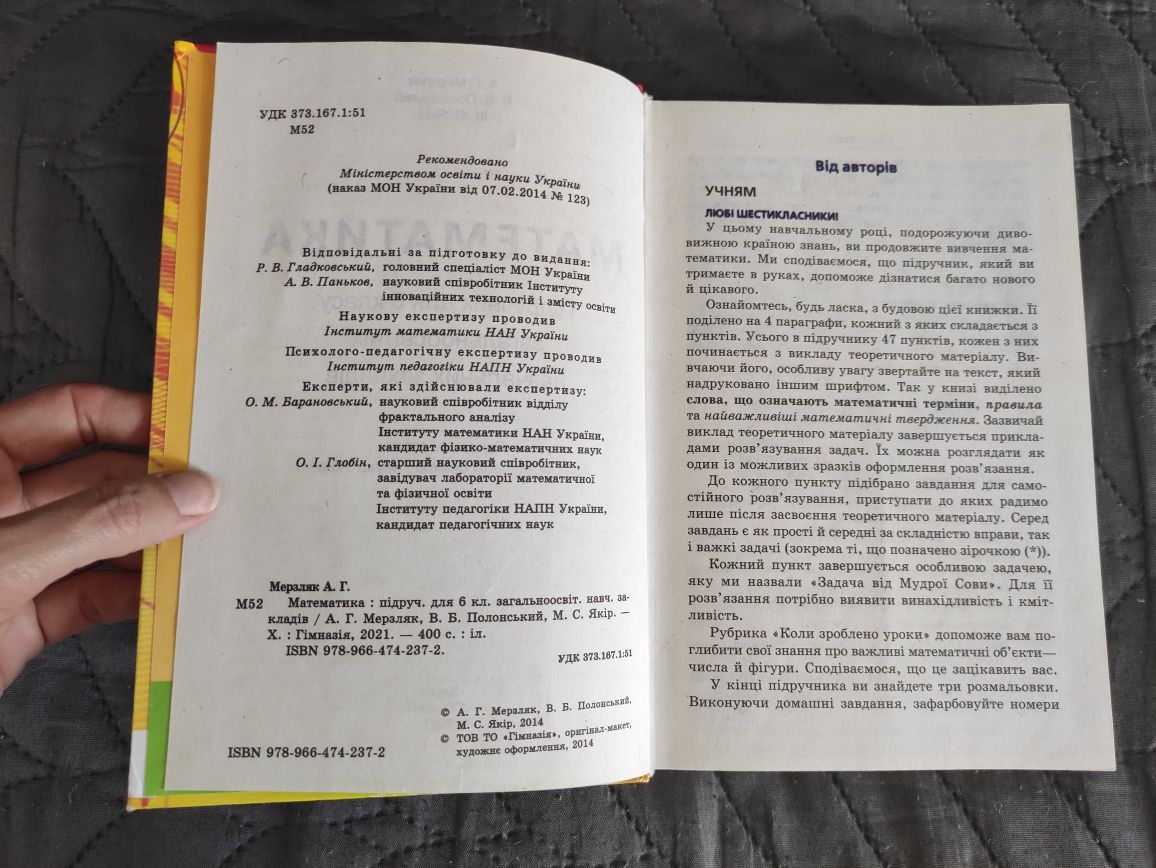 УДК 373.167.1:51
М52
Рекомендовано
Міністерством освіти і науки України
(наказ МОН України від 07.02.2014 № 123)
Відповідальні за підготовку до видання:
Р. В. Гладковський, головний спеціаліст МОН України
А. В. Паньков, науковий співробітник Інституту
інноваційних технологій і змісту освіти
Наукову експертизу проводив
Інститут математики НАН України
Психолого-педагогічну експертизу проводив
Інститут педагогіки НАПН України
Експерти, які здійснювали експертизу:
О. М. Барановський, науковий співробітник відділу
фрактального аналізу
Інституту математики НАН України,
кандидат фізико-математичних наук
О. І. Глобін, старший науковий співробітник,
завідувач лабораторії математичної
та фізичної освіти
Інституту педагогіки НАПН України,
кандидат педагогічних наук
Мерзляк А. Г.
М52 Математика : підруч. для 6 кл. загальноосвіт. навч. за-
кладів / А. Г. Мерзляк, В. Б. Полонський, М. С. Якір. —
Х. : Гімназія, 2021. — 400 с. : іл.
ISBN 978-966-474-237-2.
УДК 373.167.1:51
© А. Г. Мерзляк, В. Б. Полонський,
М. С. Якір, 2014
© ТОВ ТО «Гімназія», оригінал-макет,
художнє оформлення, 2014
ISBN 978-966-474-237-2
Від авторів
УЧНЯМ
ЛЮБІ ШЕСТИКЛАСНИКИ!
У цьому навчальному році, подорожуючи диво-
вижною країною знань, ви продовжите вивчення ма-
тематики. Ми сподіваємося, що підручник, який ви
тримаєте в руках, допоможе дізнатися багато нового
й цікавого.
Ознайомтесь, будь ласка, з будовою цієї книжки. Її
поділено на 4 параграфи, кожний з яких складається з
пунктів. Усього в підручнику 47 пунктів, кожен з них
починається з викладу теоретичного матеріалу. Ви-
вчаючи його, особливу увагу звертайте на текст, який
надруковано іншим шрифтом. Так у книзі виділено
слова, що означають математичні терміни, правила
та найважливіші математичні твердження. Зазвичай
виклад теоретичного матеріалу завершується прикла-
дами розв’язування задач. Їх можна розглядати як
один із можливих зразків оформлення розв’язання.
До кожного пункту підібрано завдання для само-
стійного розв’язування, приступати до яких радимо
лише після засвоєння теоретичного матеріалу. Серед
завдань є як прості й середні за складністю вправи, так
і важкі задачі (зокрема ті, що позначено зірочкою (*)).
Кожний пункт завершується особливою задачею,
яку ми назвали «Задача від Мудрої Сови». Для її
розв’язання потрібно виявити винахідливість і кміт-
ливість.
Рубрика «Коли зроблено уроки» допоможе вам по-
глибити свої знання про важливі математичні об’єкти—
числа й фігури. Сподіваємося, що це зацікавить вас.
У кінці підручника ви знайдете три розмальовки.
Виконуючи домашні завдання, зафарбовуйте номери